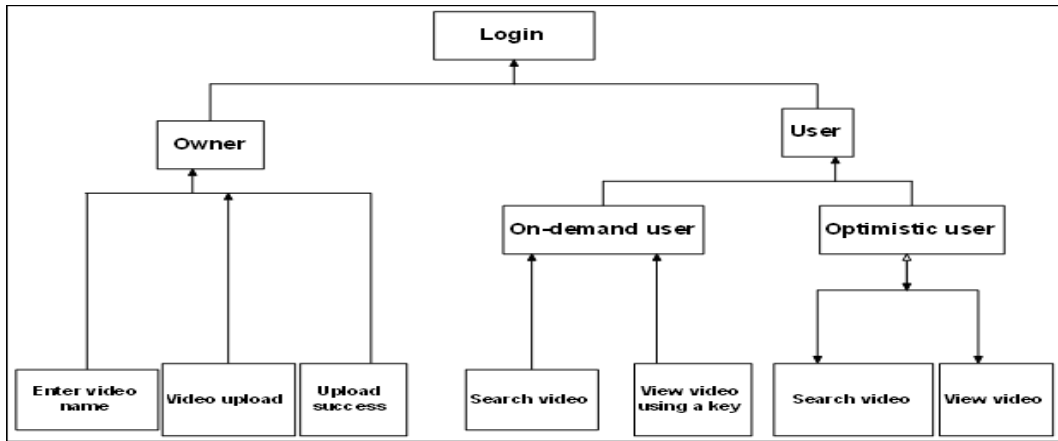 Login
Owner
User
On-demand user
Optimistic user
Enter video
name
Video upload
Upload
success
Search video
View video
using a key
Search video
View video